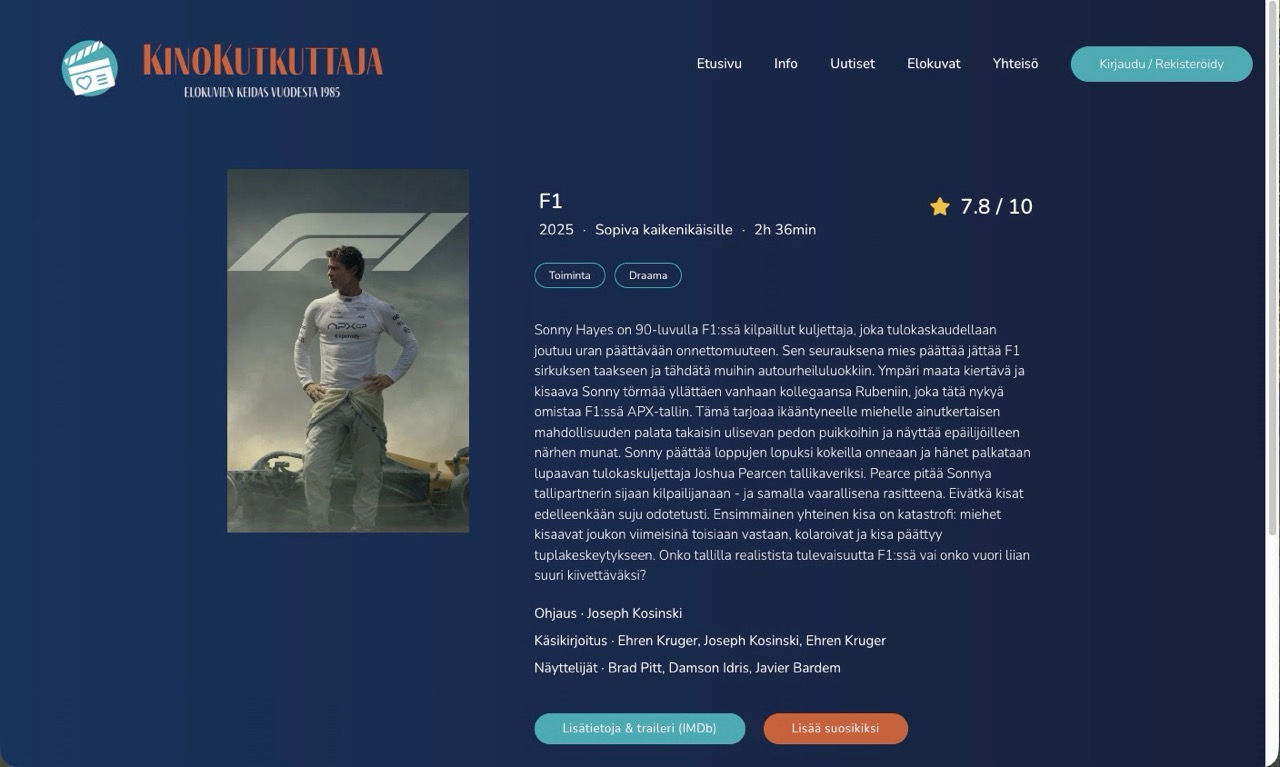 KINOKUTKUTTAJA
ELOKUVIEN KEIDAS VUODESTA 1985
Etusivu Info Uutiset Elokuvat Yhteisö Kirjaudu / Rekisteröidy
F1
APXGP
Expensify
F1
7.8 / 10
2025 · Sopiva kaikenikäisille · 2h 36min
Toiminta Draama
Sonny Hayes on 90-luvulla F1:ssä kilpaillut kuljettaja, joka tulokaskaudellaan
joutuu uran päättävään onnettomuuteen. Sen seurauksena mies päättää jättää F1
sirkuksen taakseen ja tähdätä muihin autourheiluluokkiin. Ympäri maata kiertävä ja
kisaava Sonny törmää yllättäen vanhaan kollegaansa Rubeniin, joka tätä nykyä
omistaa F1:ssä APX-tallin. Tämä tarjoaa ikääntyneelle miehelle ainutkertaisen
mahdollisuuden palata takaisin ulisevan pedon puikkoihin ja näyttää epäilijöilleen
närhen munat. Sonny päättää loppujen lopuksi kokeilla onneaan ja hänet palkataan
lupaavan tulokaskuljettaja Joshua Pearcen tallikaveriksi. Pearce pitää Sonnya
tallipartnerin sijaan kilpailijanaan - ja samalla vaarallisena rasitteena. Eivätkä kisat
edelleenkään suju odotetusti. Ensimmäinen yhteinen kisa on katastrofi: miehet
kisaavat joukon viimeisinä toisiaan vastaan, kolaroivat ja kisa päättyy
tuplakeskeytykseen. Onko tallilla realistista tulevaisuutta F1:ssä vai onko vuori liian
suuri kiivettäväksi?
Ohjaus · Joseph Kosinski
Käsikirjoitus · Ehren Kruger, Joseph Kosinski, Ehren Kruger
Näyttelijät · Brad Pitt, Damson Idris, Javier Bardem
Lisätietoja & traileri (IMDb) Lisää suosikiksi